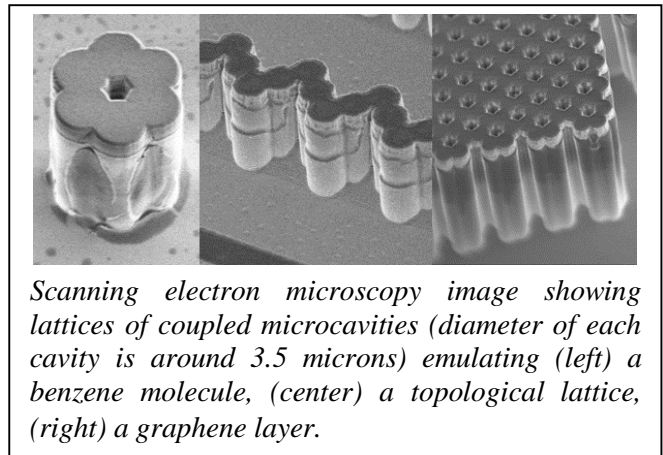 Scanning electron microscopy image showing
lattices of coupled microcavities (diameter of each
cavity is around 3.5 microns) emulating (left) a
benzene molecule, (center) a topological lattice,
(right) a graphene layer.